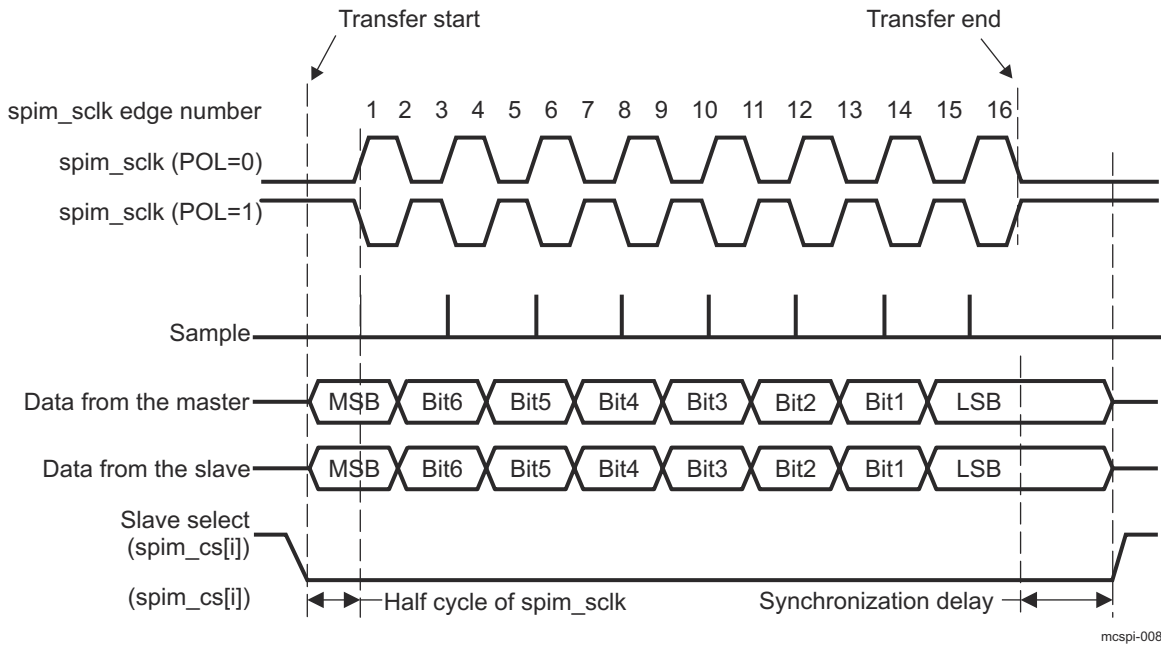 Transfer start
Transfer end
spim_sclk edge number
1 2 3 4 5 6 7 8 9 10 11 12 13 14 15 16
spim_sclk (POL=0)
spim_sclk (POL=1)
Sample
Data from the master
MSB Bit6 Bit5 Bit4 Bit3 Bit2 Bit1 LSB
Data from the slave
MSB Bit6 Bit5 Bit4 Bit3 Bit2 Bit1 LSB
Slave select
(spim_cs[i])
(spim_cs[i])
Half cycle of spim_sclk
Synchronization delay
mcspi-008